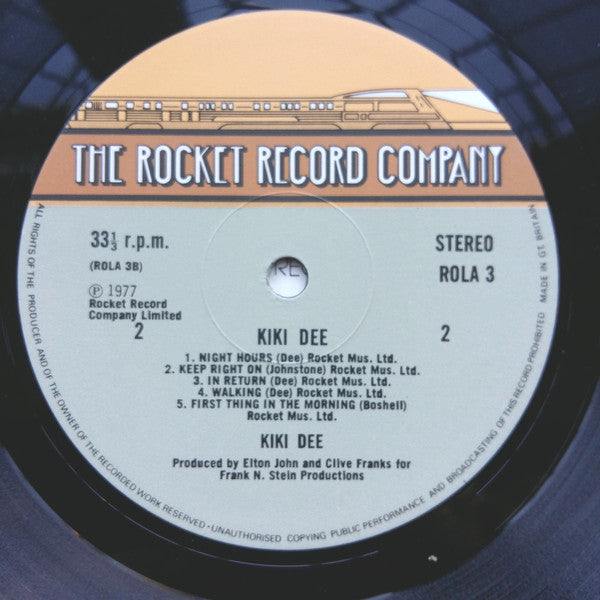 THE ROCKET RECORD COMPANY
33⅓ r.p.m.
STEREO
(ROLA 3B)
ROLA 3
Ⓟ 1977
Rocket Record
Company Limited
2
2
KIKI DEE
1. NIGHT HOURS (Dee) Rocket Mus. Ltd.
2. KEEP RIGHT ON (Johnstone) Rocket Mus. Ltd.
3. IN RETURN (Dee) Rocket Mus. Ltd.
4. WALKING (Dee) Rocket Mus. Ltd.
5. FIRST THING IN THE MORNING (Boshell)
Rocket Mus. Ltd.
KIKI DEE
Produced by Elton John and Clive Franks for
Frank N. Stein Productions
ALL RIGHTS OF THE PRODUCER AND OF THE OWNER OF THE RECORDED WORK RESERVED · UNAUTHORISED COPYING PUBLIC PERFORMANCE AND BROADCASTING OF THIS RECORD PROHIBITED MADE IN GT. BRITAIN